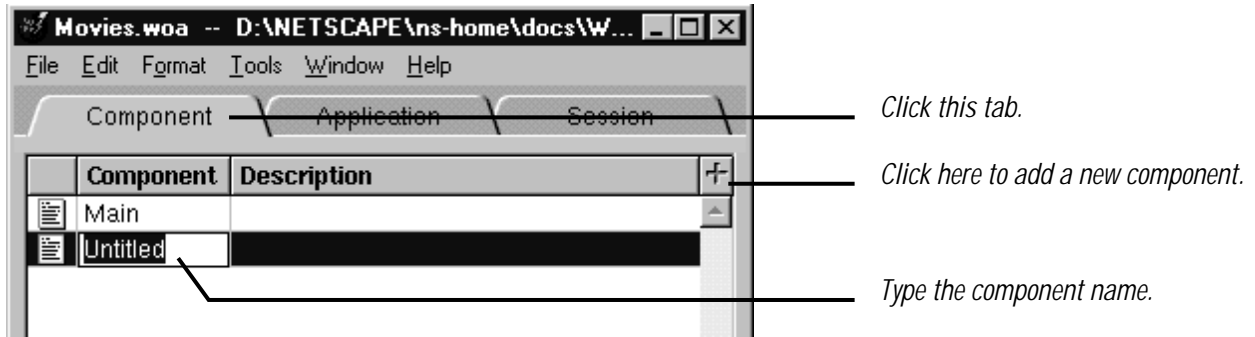 Movies.woa -- D:\NETSCAPE\ns-home\docs\W...
File Edit Format Tools Window Help
Component Application Session
Click this tab.
Component Description
Click here to add a new component.
Main
Untitled
Type the component name.